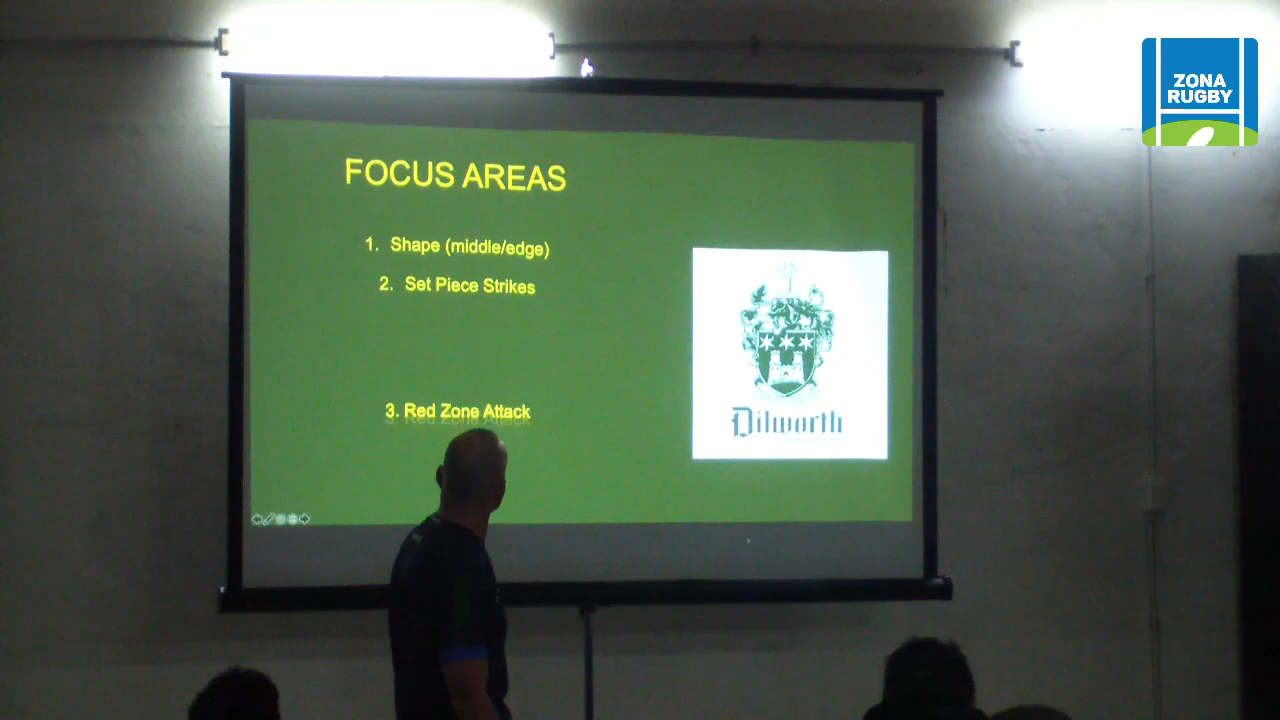 ZONA
RUGBY
FOCUS AREAS
1. Shape (middle/edge)
2. Set Piece Strikes
3. Red Zone Attack
Dilworth